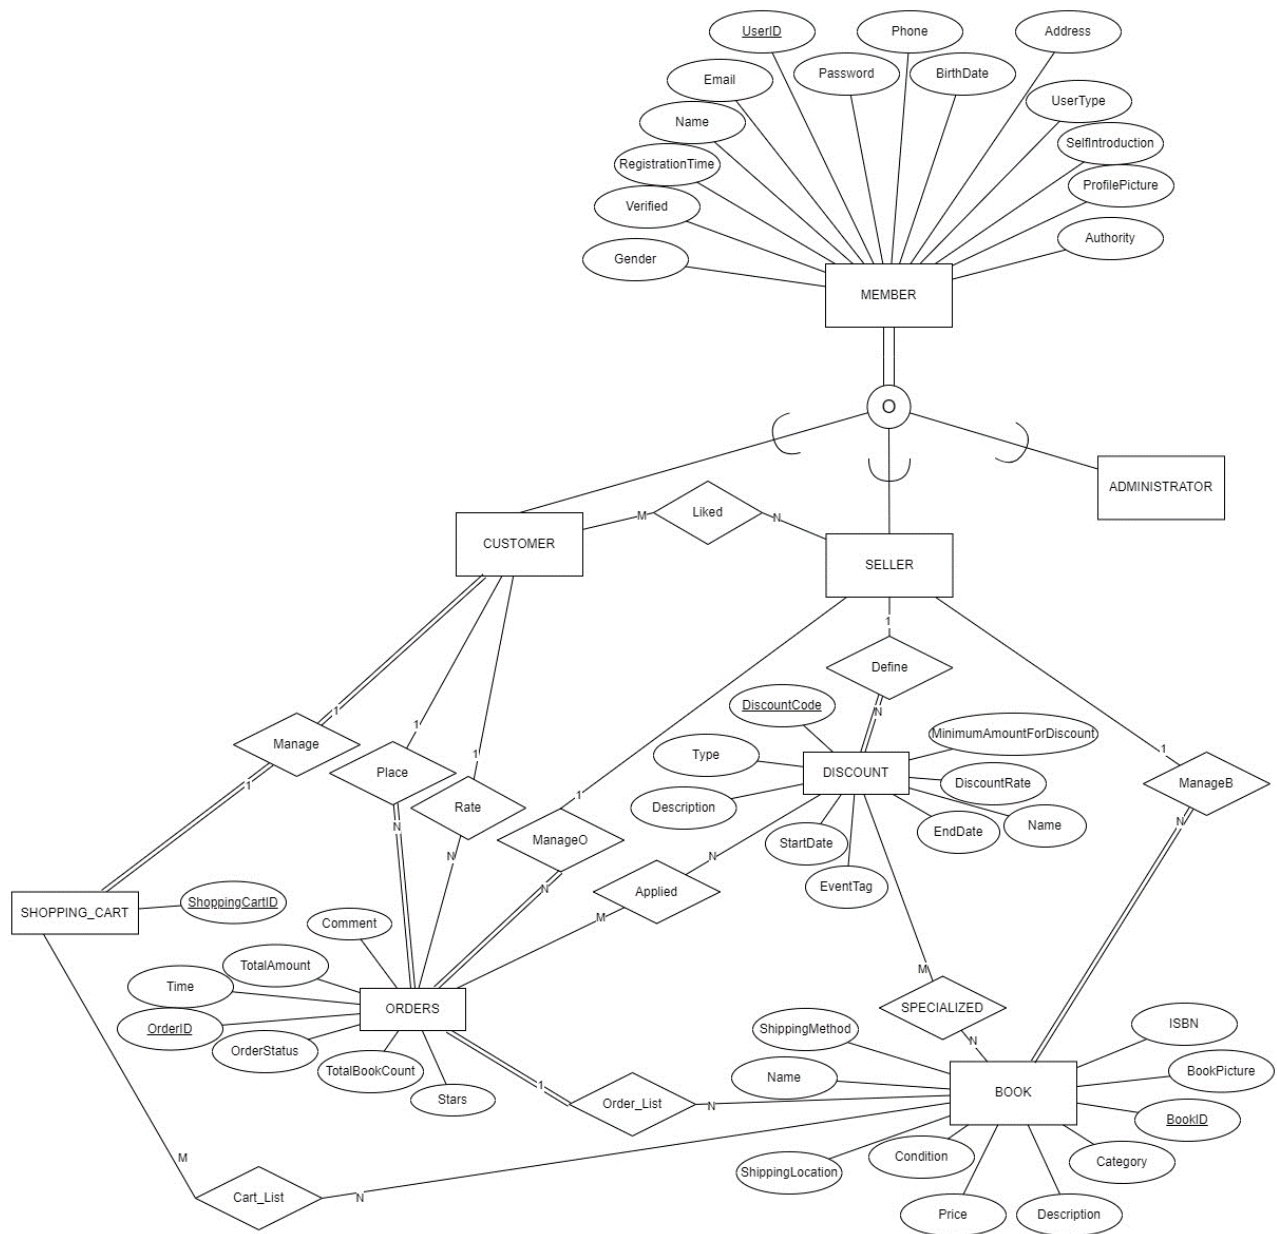 UserID
Phone
Address
Email
Password
BirthDate
Name
UserType
RegistrationTime
SelfIntroduction
Verified
ProfilePicture
Gender
Authority
MEMBER
O
ADMINISTRATOR
CUSTOMER
M
Liked
N
SELLER
1
Define
N
DiscountCode
MinimumAmountForDiscount
Type
DISCOUNT
DiscountRate
Description
StartDate
EndDate
Name
EventTag
1
Manage
1
1
Place
N
1
Rate
N
1
ManageO
N
1
ManageB
N
N
Applied
M
SHOPPING_CART
ShoppingCartID
Comment
TotalAmount
Time
OrderID
ORDERS
OrderStatus
TotalBookCount
Stars
M
SPECIALIZED
N
ShippingMethod
ISBN
Name
BookPicture
BOOK
BookID
ShippingLocation
Condition
Category
Price
Description
1
Order_List
N
M
Cart_List
N